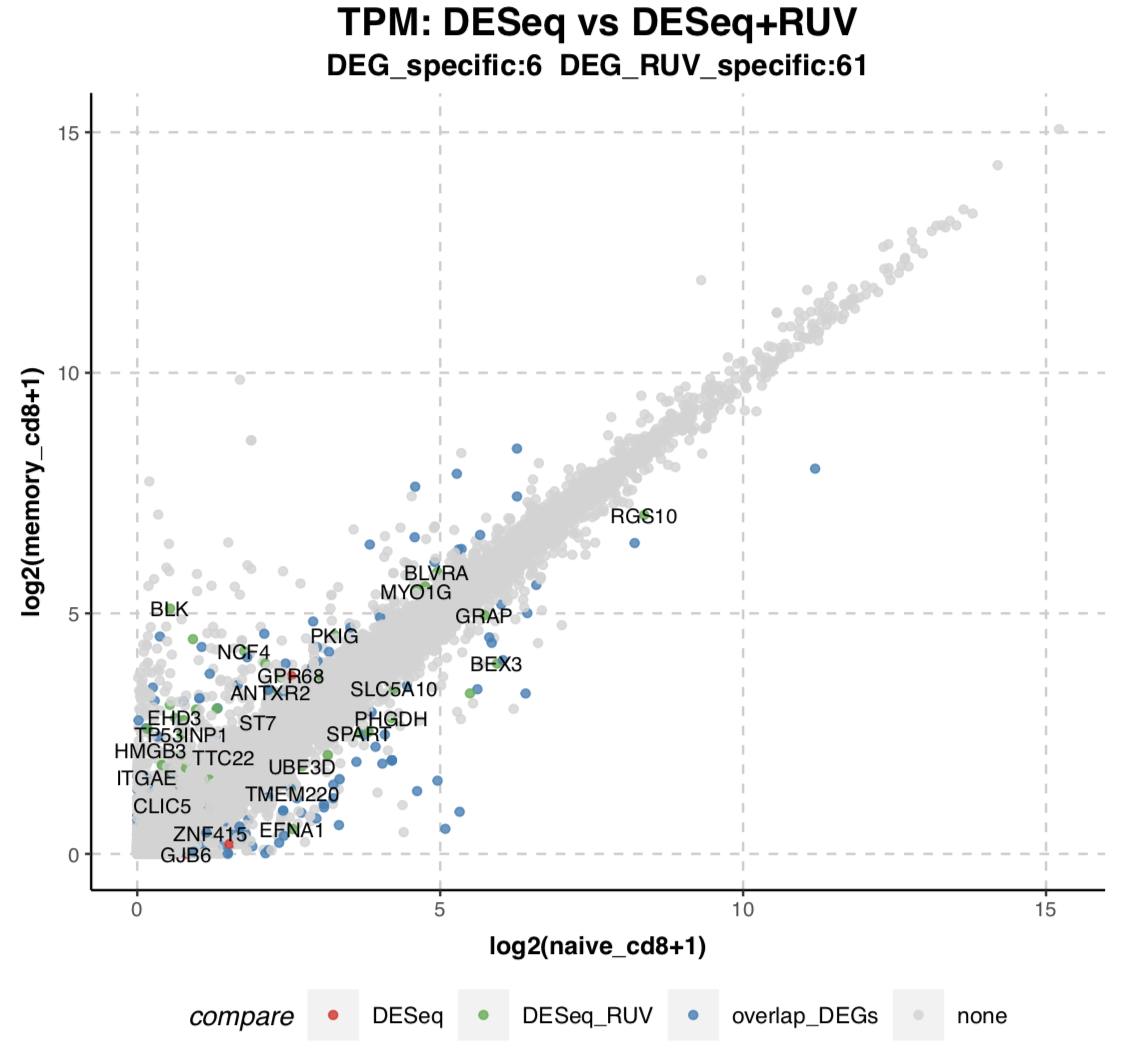 TPM: DESeq vs DESeq+RUV
DEG_specific:6 DEG_RUV_specific:61
log2(memory_cd8+1)
15
10
5
0
RGS10
BLVRA
MYO1G
BLK
GRAP
PKIG
NCF4
BEX3
GPR68
ANTXR2
SLC5A10
EHD3
ST7
PHGDH
TP53INP1
SPART
HMGB3
TTC22
UBE3D
ITGAE
TMEM220
CLIC5
ZNF415
EFNA1
GJB6
0
5
10
15
log2(naive_cd8+1)
compare
DESeq
DESeq_RUV
overlap_DEGs
none